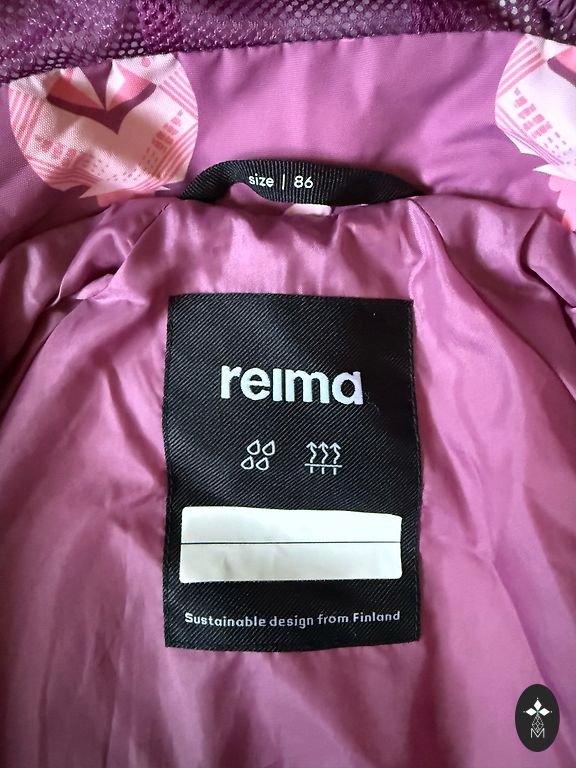 size | 86
reima
Sustainable design from Finland
M